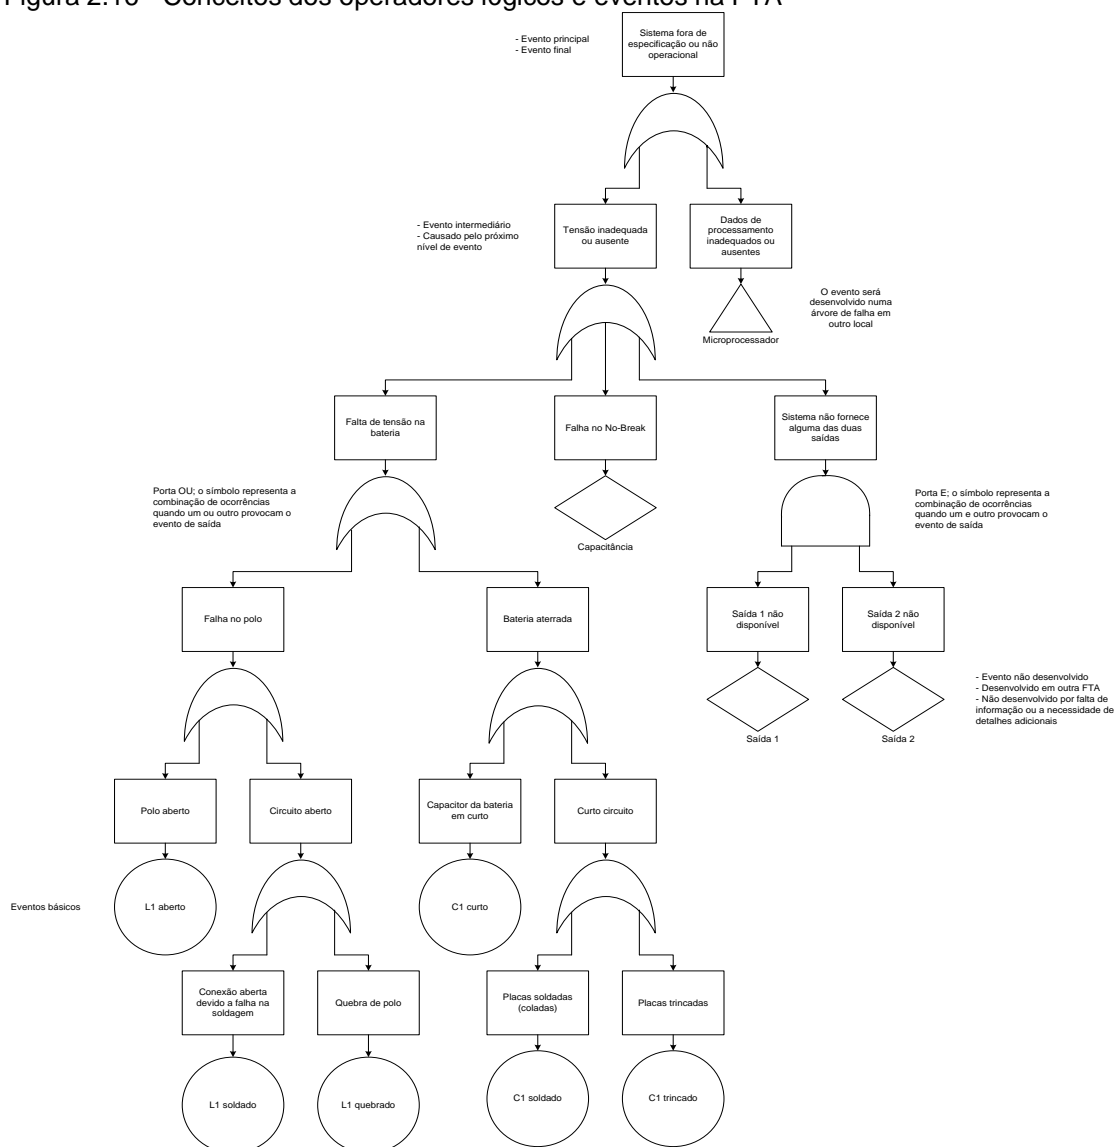 Figura 2.16 - Conceitos dos operadores lógicos e eventos na FTA
- Evento principal
- Evento final
Sistema fora de
especificação ou não
operacional
- Evento intermediário
- Causado pelo próximo
nível de evento
Tensão inadequada
ou ausente
Dados de
processamento
inadequados ou
ausentes
O evento será
desenvolvido numa
árvore de falha em
outro local
Microprocessador
Falta de tensão na
bateria
Falha no No-Break
Sistema não fornece
alguma das duas
saídas
Porta OU; o símbolo representa a
combinação de ocorrências
quando um ou outro provocam o
evento de saída
Capacitância
Porta E; o símbolo representa a
combinação de ocorrências
quando um e outro provocam o
evento de saída
Falha no polo
Bateria aterrada
Saída 1 não
disponível
Saída 2 não
disponível
- Evento não desenvolvido
- Desenvolvido em outra FTA
- Não desenvolvido por falta de
informação ou a necessidade de
detalhes adicionais
Saída 1
Saída 2
Polo aberto
Circuito aberto
Capacitor da bateria
em curto
Curto circuito
Eventos básicos
L1 aberto
C1 curto
Conexão aberta
devido a falha na
soldagem
Quebra de polo
Placas soldadas
(coladas)
Placas trincadas
L1 soldado
L1 quebrado
C1 soldado
C1 trincado